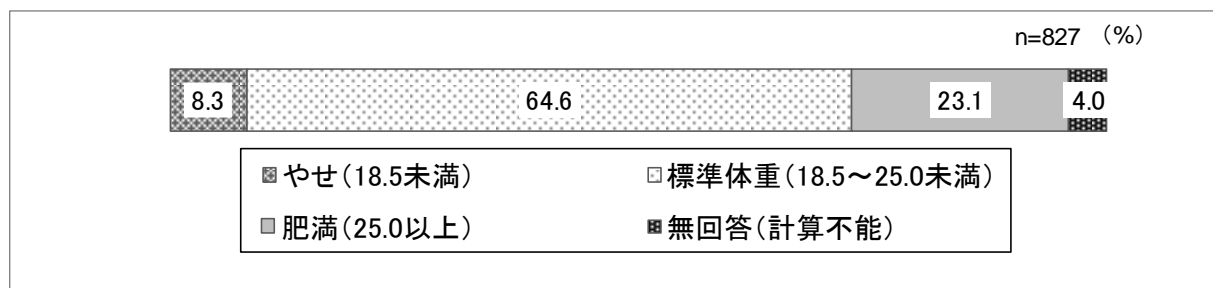 n=827 （%）
8.3 64.6 23.1 4.0
やせ(18.5未満) 標準体重(18.5～25.0未満)
肥満(25.0以上) 無回答(計算不能)